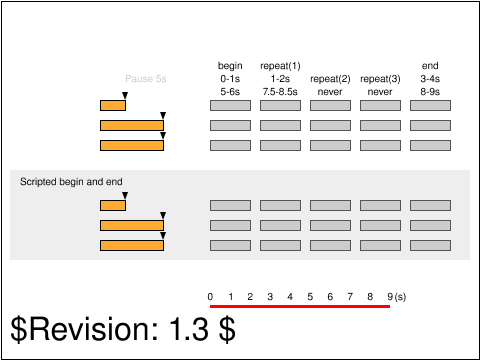 begin repeat(1) end
Pause 5s 0-1s 1-2s repeat(2) repeat(3) 3-4s
5-6s 7.5-8.5s never never 8-9s
Scripted begin and end
0 1 2 3 4 5 6 7 8 9 (s)
$Revision: 1.3 $